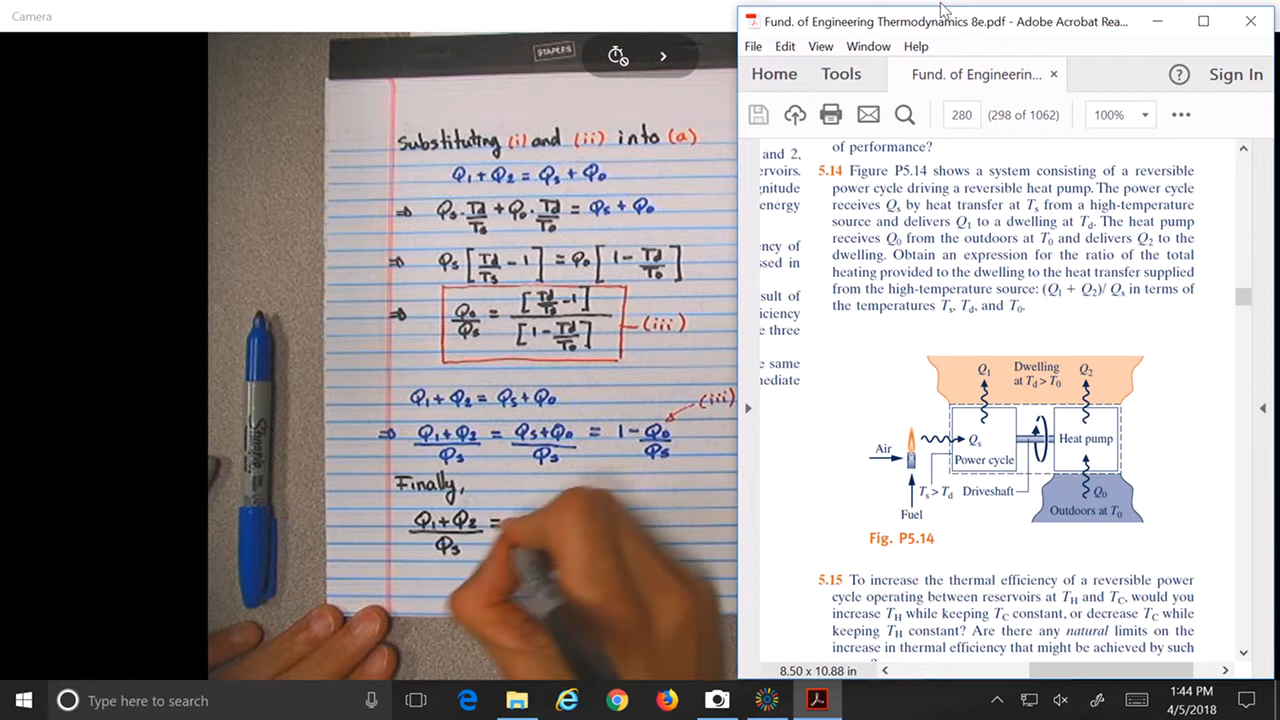 Camera
STAPLES
Substituting (i) and (ii) into (a)
Q1 + Q2 = Qs + Q0
⇒ Qs · Td/Ts + Q0 · Td/T0 = Qs + Q0
⇒ Qs [Td/Ts - 1] = Q0 [1 - Td/T0]
⇒ Q0/Qs = [Td/T0 - 1] / [1 - Td/T0] — (iii)
Q1 + Q2 = Qs + Q0
(iii)
⇒ (Q1 + Q2)/Qs = (Qs + Q0)/Qs = 1 - Q0/Qs
Finally,
(Q1 + Q2)/Qs =
Fund. of Engineering Thermodynamics 8e.pdf - Adobe Acrobat Rea...
File Edit View Window Help
Home Tools Fund. of Engineerin... × ? Sign In
280 (298 of 1062) 100%
and 2,
ervoirs.
gnitude
energy
ency of
ssed in
sult of
iciency
e three
e same
mediate
of performance?
5.14 Figure P5.14 shows a system consisting of a reversible
power cycle driving a reversible heat pump. The power cycle
receives Qs by heat transfer at Ts from a high-temperature
source and delivers Q1 to a dwelling at Td. The heat pump
receives Q0 from the outdoors at T0 and delivers Q2 to the
dwelling. Obtain an expression for the ratio of the total
heating provided to the dwelling to the heat transfer supplied
from the high-temperature source: (Q1 + Q2)/ Qs in terms of
the temperatures Ts, Td, and T0.
Q1 Dwelling Q2
at Td > T0
Air Qs Heat pump
Power cycle
Ts > Td Driveshaft Q0
Fuel Outdoors at T0
Fig. P5.14
5.15 To increase the thermal efficiency of a reversible power
cycle operating between reservoirs at TH and TC, would you
increase TH while keeping TC constant, or decrease TC while
keeping TH constant? Are there any natural limits on the
increase in thermal efficiency that might be achieved by such
8.50 x 10.88 in
Sharpie
Type here to search
1:44 PM
4/5/2018